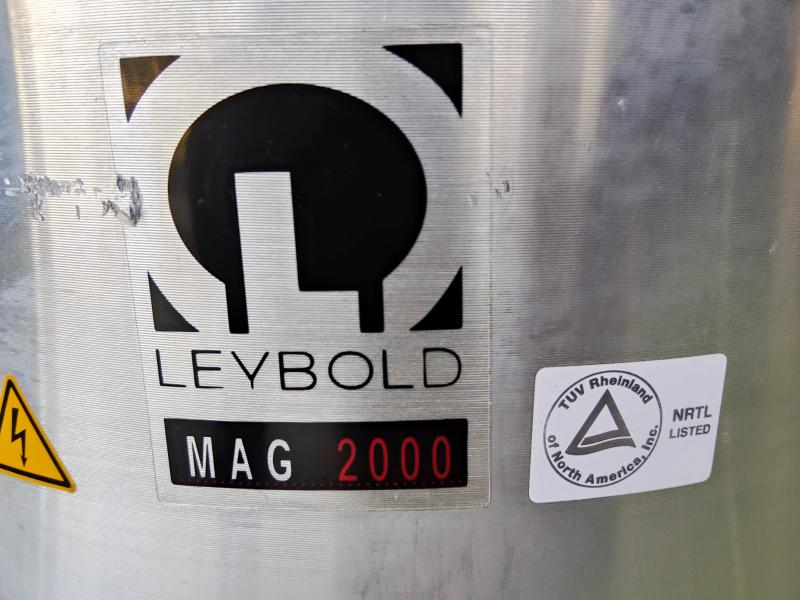 LEYBOLD
MAG 2000
TUV Rheinland
of North America, Inc.
NRTL
LISTED